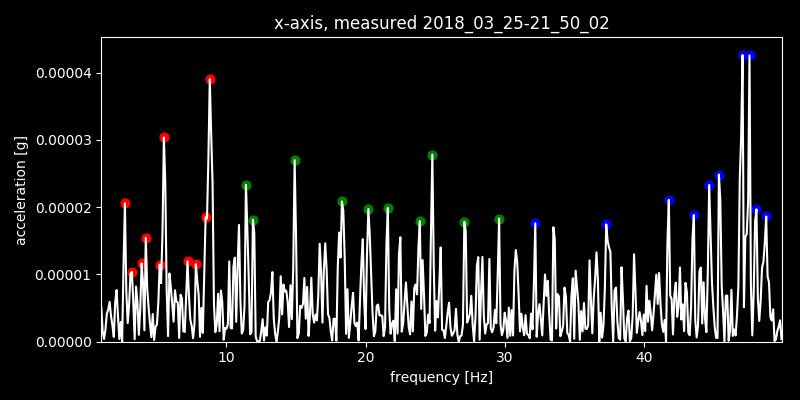 x-axis, measured 2018_03_25-21_50_02
acceleration [g]
0.00004
0.00003
0.00002
0.00001
0.00000
10 20 30 40
frequency [Hz]